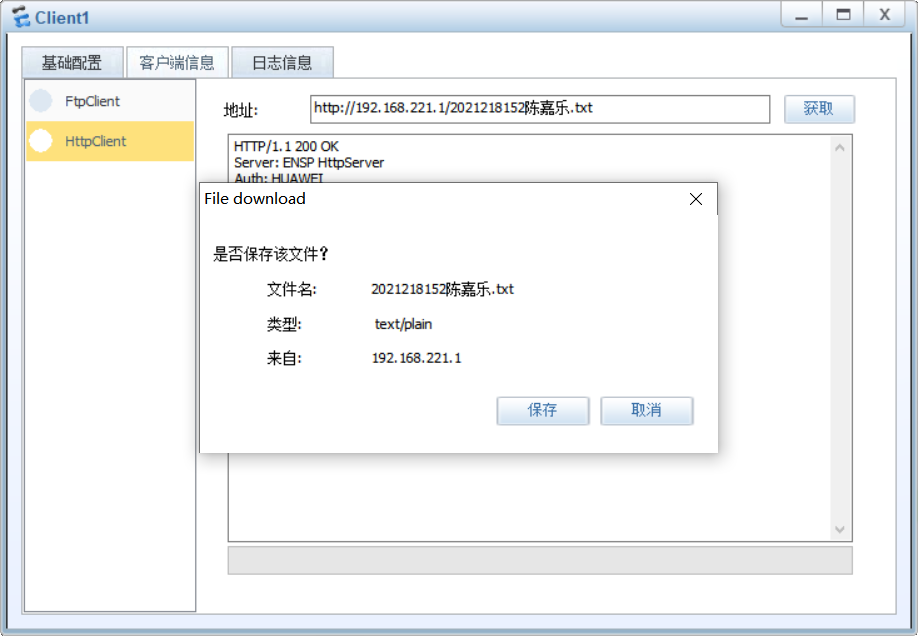 Client1
X
基础配置 客户端信息 日志信息
FtpClient
HttpClient
地址: http://192.168.221.1/2021218152陈嘉乐.txt 获取
HTTP/1.1 200 OK
Server: ENSP HttpServer
Auth: HUAWEI
File download
是否保存该文件?
文件名: 2021218152陈嘉乐.txt
类型: text/plain
来自: 192.168.221.1
保存 取消